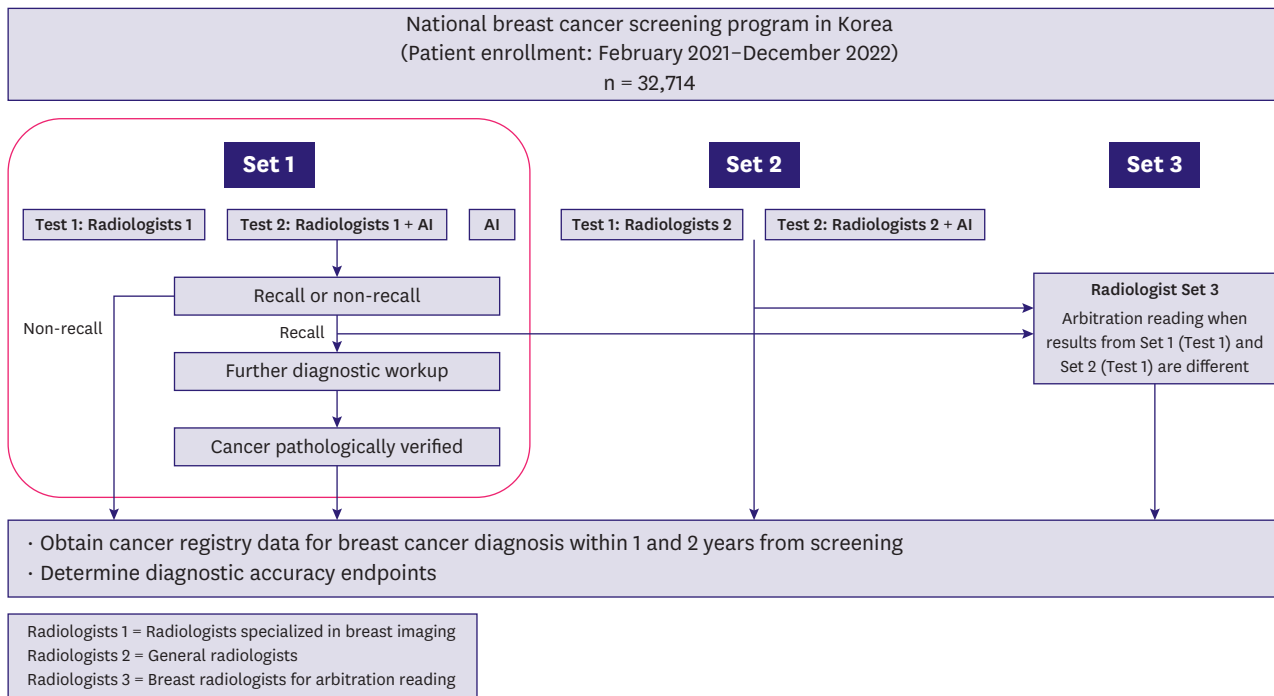 National breast cancer screening program in Korea
(Patient enrollment: February 2021–December 2022)
n = 32,714
Set 1
Set 2
Set 3
Test 1: Radiologists 1
Test 2: Radiologists 1 + AI
AI
Test 1: Radiologists 2
Test 2: Radiologists 2 + AI
Recall or non-recall
Non-recall
Recall
Further diagnostic workup
Cancer pathologically verified
Radiologist Set 3
Arbitration reading when
results from Set 1 (Test 1) and
Set 2 (Test 1) are different
· Obtain cancer registry data for breast cancer diagnosis within 1 and 2 years from screening
· Determine diagnostic accuracy endpoints
Radiologists 1 = Radiologists specialized in breast imaging
Radiologists 2 = General radiologists
Radiologists 3 = Breast radiologists for arbitration reading